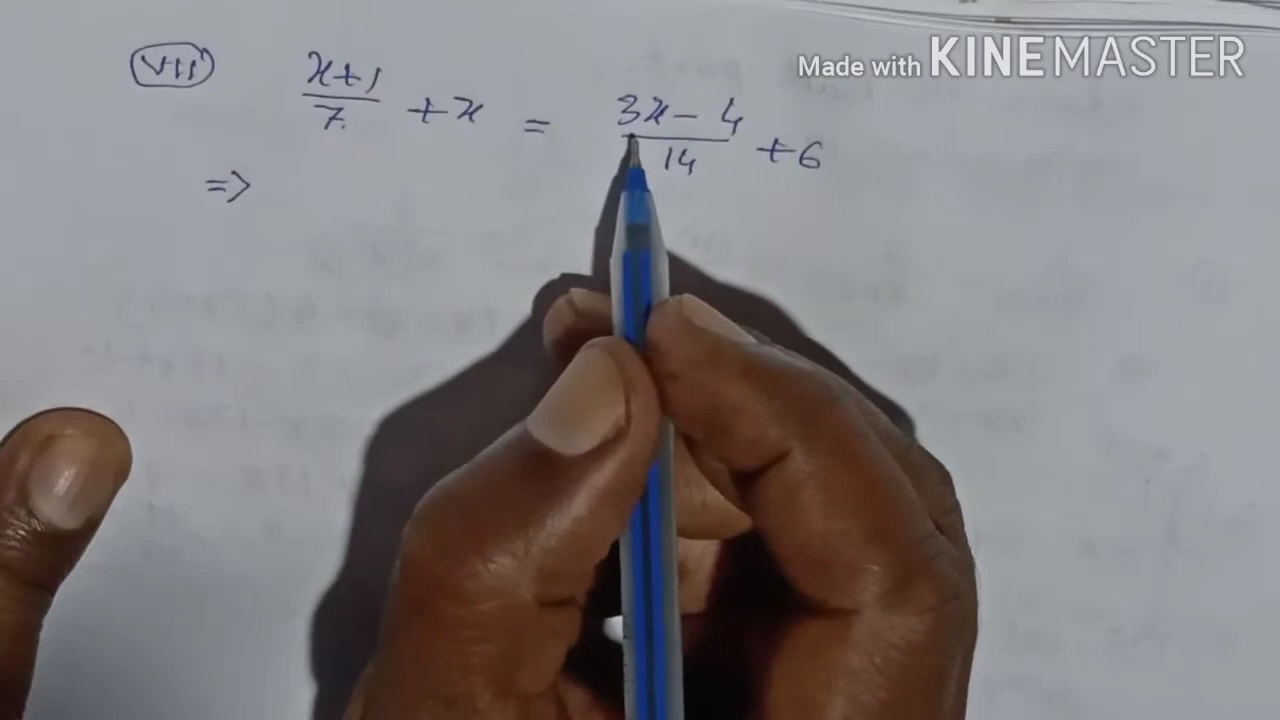 Made with KINEMASTER
VII (x+1)/7 + x = (3x-4)/14 + 6
=>